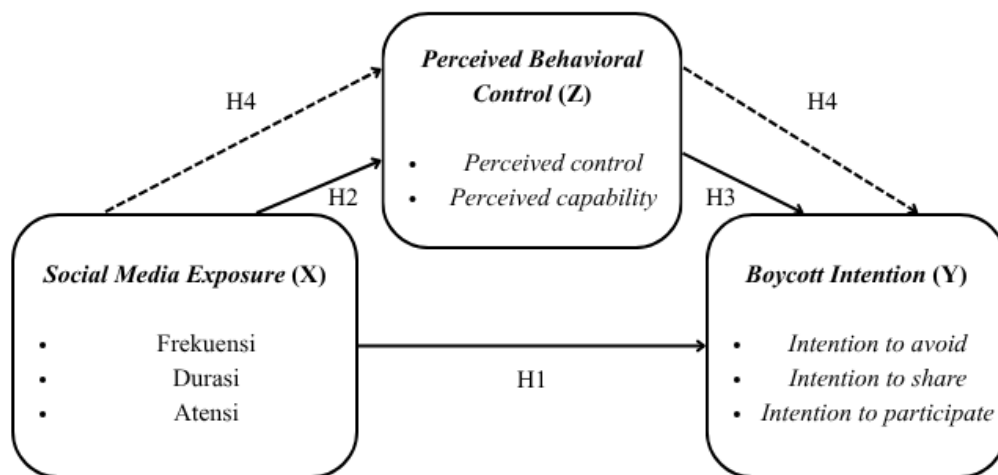 Perceived Behavioral
Control (Z)
• Perceived control
• Perceived capability
H4
H4
H2
H3
Social Media Exposure (X)
• Frekuensi
• Durasi
• Atensi
H1
Boycott Intention (Y)
• Intention to avoid
• Intention to share
• Intention to participate